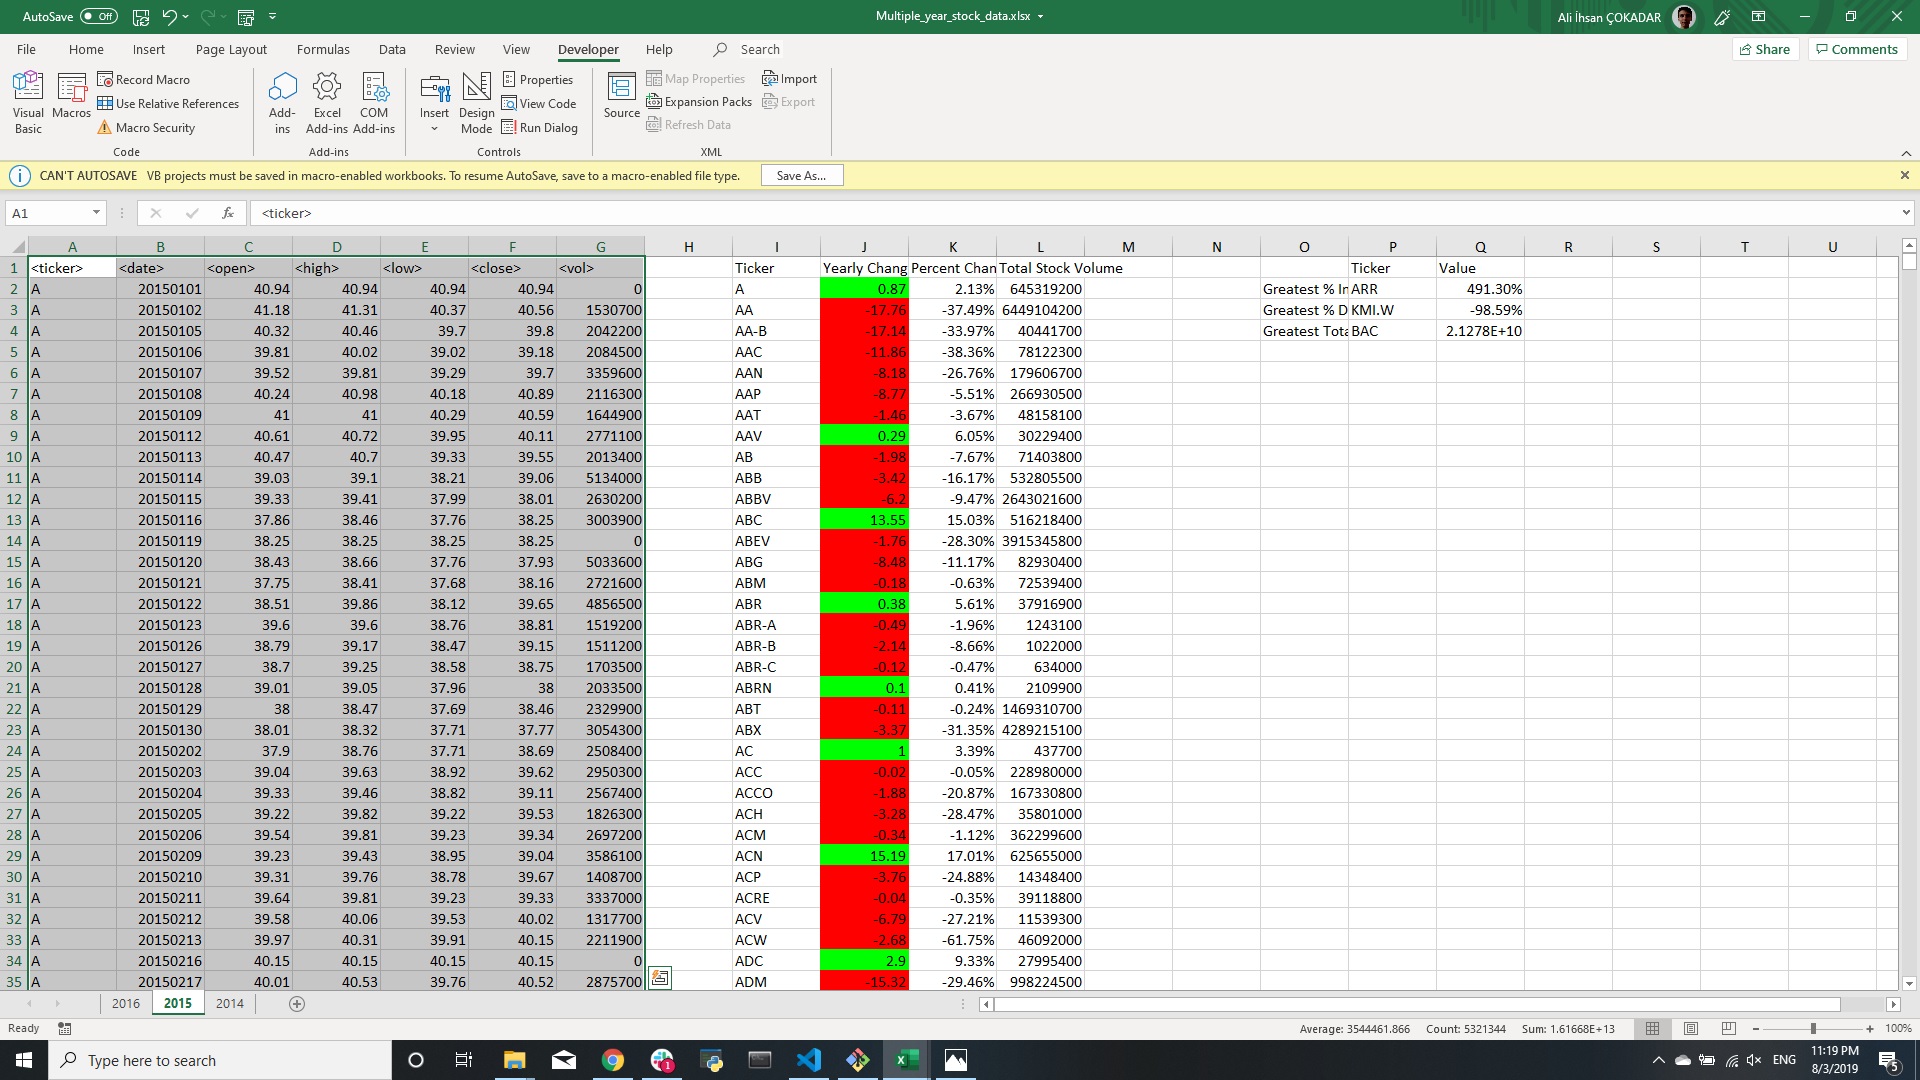 AutoSave Off Multiple_year_stock_data.xlsx Ali İhsan ÇOKADAR
File Home Insert Page Layout Formulas Data Review View Developer Help Search Share Comments
Visual Basic Macros Record Macro Use Relative References Macro Security Code
Add-ins Excel Add-ins COM Add-ins Add-ins
Insert Design Mode Properties View Code Run Dialog Controls
Source Map Properties Expansion Packs Refresh Data Import Export XML
CAN'T AUTOSAVE VB projects must be saved in macro-enabled workbooks. To resume AutoSave, save to a macro-enabled file type. Save As...
A1 fx <ticker>
A B C D E F G H I J K L M N O P Q R S T U
1 <ticker> <date> <open> <high> <low> <close> <vol> Ticker Yearly Chang Percent Chan Total Stock Volume Ticker Value
2 A 20150101 40.94 40.94 40.94 40.94 0 A 0.87 2.13% 645319200 Greatest % In ARR 491.30%
3 A 20150102 41.18 41.31 40.37 40.56 1530700 AA -17.76 -37.49% 6449104200 Greatest % D KMI.W -98.59%
4 A 20150105 40.32 40.46 39.7 39.8 2042200 AA-B -17.14 -33.97% 40441700 Greatest Tota BAC 2.1278E+10
5 A 20150106 39.81 40.02 39.02 39.18 2084500 AAC -11.86 -38.36% 78122300
6 A 20150107 39.52 39.81 39.29 39.7 3359600 AAN -8.18 -26.76% 179606700
7 A 20150108 40.24 40.98 40.18 40.89 2116300 AAP -8.77 -5.51% 266930500
8 A 20150109 41 41 40.29 40.59 1644900 AAT -1.46 -3.67% 48158100
9 A 20150112 40.61 40.72 39.95 40.11 2771100 AAV 0.29 6.05% 30229400
10 A 20150113 40.47 40.7 39.33 39.55 2013400 AB -1.98 -7.67% 71403800
11 A 20150114 39.03 39.1 38.21 39.06 5134000 ABB -3.42 -16.17% 532805500
12 A 20150115 39.33 39.41 37.99 38.01 2630200 ABBV -6.2 -9.47% 2643021600
13 A 20150116 37.86 38.46 37.76 38.25 3003900 ABC 13.55 15.03% 516218400
14 A 20150119 38.25 38.25 38.25 38.25 0 ABEV -1.76 -28.30% 3915345800
15 A 20150120 38.43 38.66 37.76 37.93 5033600 ABG -8.48 -11.17% 82930400
16 A 20150121 37.75 38.41 37.68 38.16 2721600 ABM -0.18 -0.63% 72539400
17 A 20150122 38.51 39.86 38.12 39.65 4856500 ABR 0.38 5.61% 37916900
18 A 20150123 39.6 39.6 38.76 38.81 1519200 ABR-A -0.49 -1.96% 1243100
19 A 20150126 38.79 39.17 38.47 39.15 1511200 ABR-B -2.14 -8.66% 1022000
20 A 20150127 38.7 39.25 38.58 38.75 1703500 ABR-C -0.12 -0.47% 634000
21 A 20150128 39.01 39.05 37.96 38 2033500 ABRN 0.1 0.41% 2109900
22 A 20150129 38 38.47 37.69 38.46 2329900 ABT -0.11 -0.24% 1469310700
23 A 20150130 38.01 38.32 37.71 37.77 3054300 ABX -3.37 -31.35% 4289215100
24 A 20150202 37.9 38.76 37.71 38.69 2508400 AC 1 3.39% 437700
25 A 20150203 39.04 39.63 38.92 39.62 2950300 ACC -0.02 -0.05% 228980000
26 A 20150204 39.33 39.46 38.82 39.11 2567400 ACCO -1.88 -20.87% 167330800
27 A 20150205 39.22 39.82 39.22 39.53 1826300 ACH -3.28 -28.47% 35801000
28 A 20150206 39.54 39.81 39.23 39.34 2697200 ACM -0.34 -1.12% 362299600
29 A 20150209 39.23 39.43 38.95 39.04 3586100 ACN 15.19 17.01% 625655000
30 A 20150210 39.31 39.76 38.78 39.67 1408700 ACP -3.76 -24.88% 14348400
31 A 20150211 39.64 39.81 39.23 39.33 3337000 ACRE -0.04 -0.35% 39118800
32 A 20150212 39.58 40.06 39.53 40.02 1317700 ACV -6.79 -27.21% 11539300
33 A 20150213 39.97 40.31 39.91 40.15 2211900 ACW -2.68 -61.75% 46092000
34 A 20150216 40.15 40.15 40.15 40.15 0 ADC 2.9 9.33% 27995400
35 A 20150217 40.01 40.53 39.76 40.52 2875700 ADM -15.32 -29.46% 998224500
2016 2015 2014
Ready Average: 3544461.866 Count: 5321344 Sum: 1.61668E+13 100%
Type here to search 1 ENG 11:19 PM 8/3/2019 5